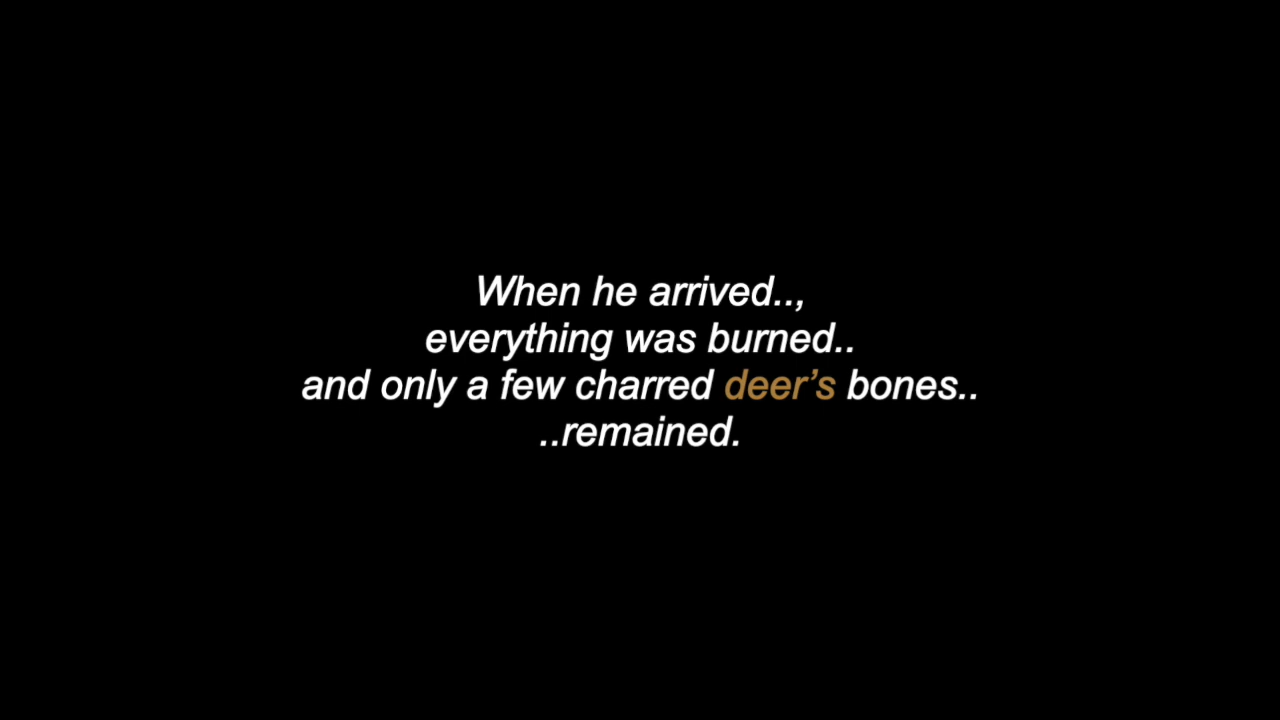 When he arrived..,
everything was burned..
and only a few charred deer’s bones..
..remained.